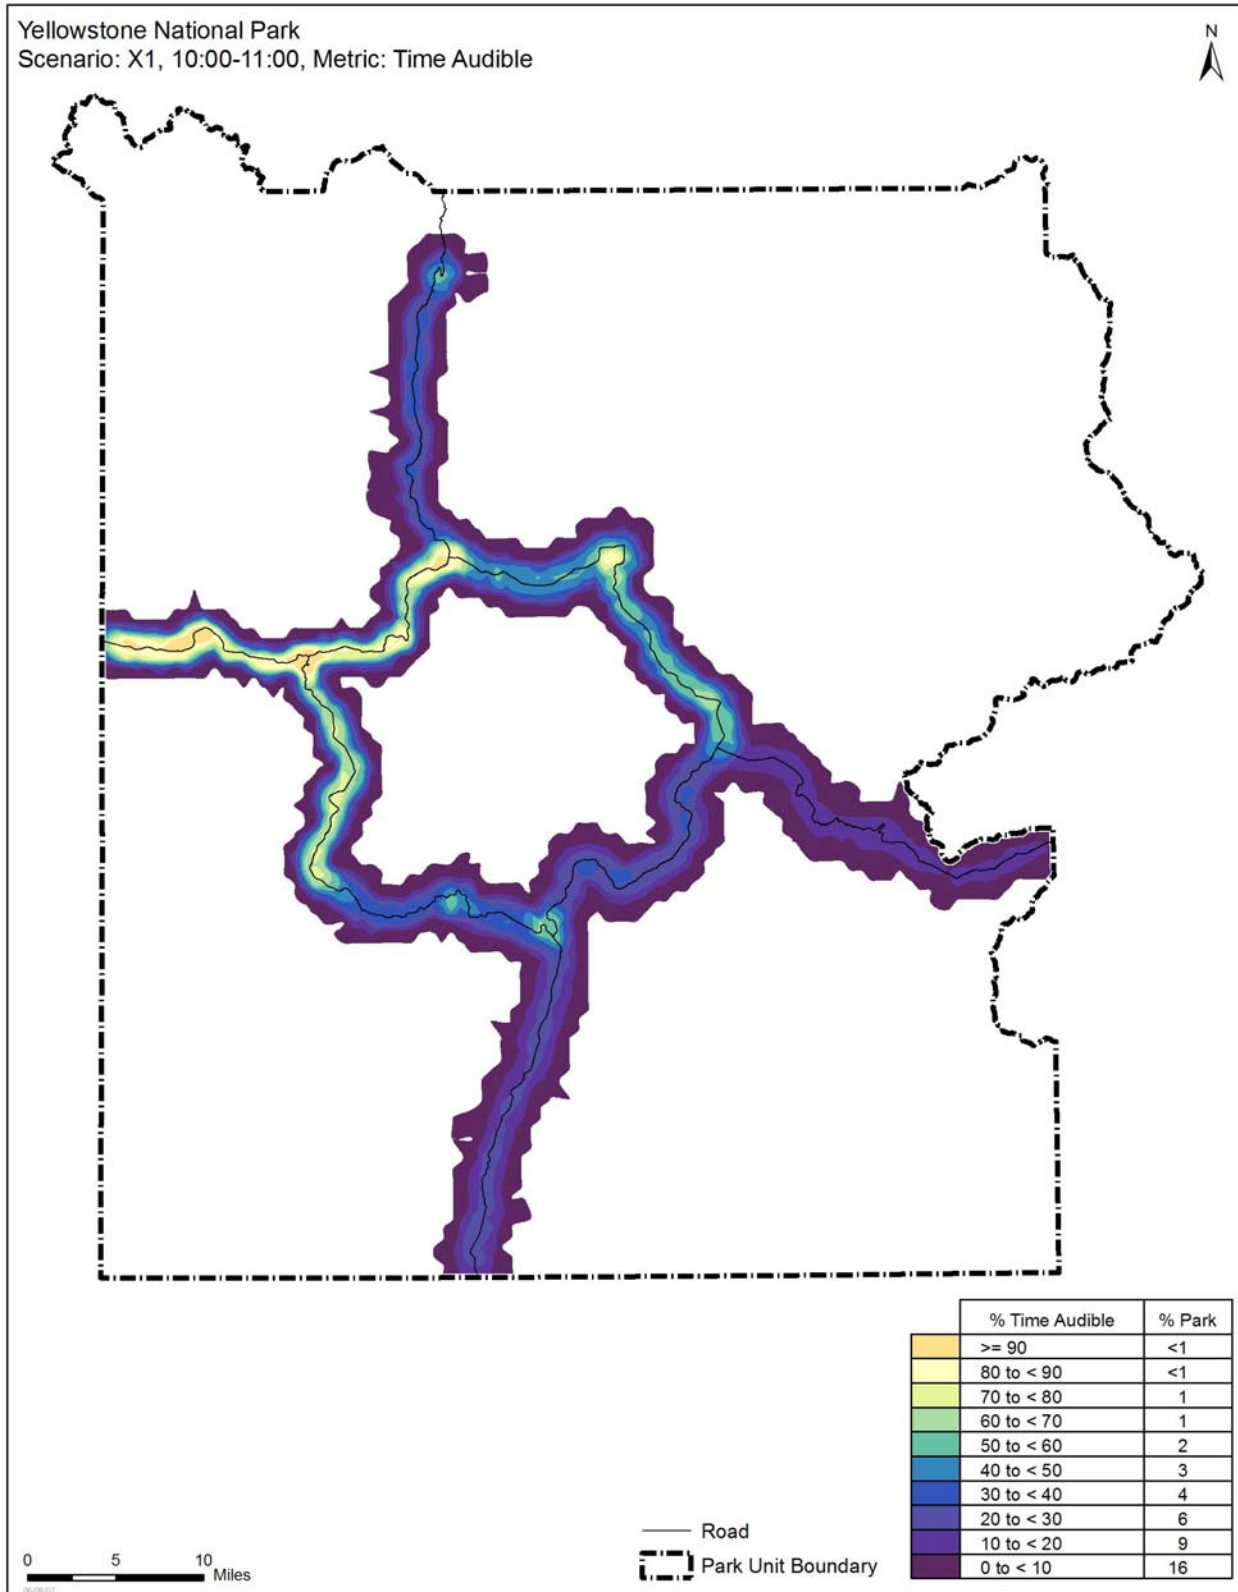 Yellowstone National Park
Scenario: X1, 10:00-11:00, Metric: Time Audible
N
% Time Audible % Park
>= 90 <1
80 to < 90 <1
70 to < 80 1
60 to < 70 1
50 to < 60 2
40 to < 50 3
30 to < 40 4
20 to < 30 6
10 to < 20 9
0 to < 10 16
Road
Park Unit Boundary
0 5 10
Miles